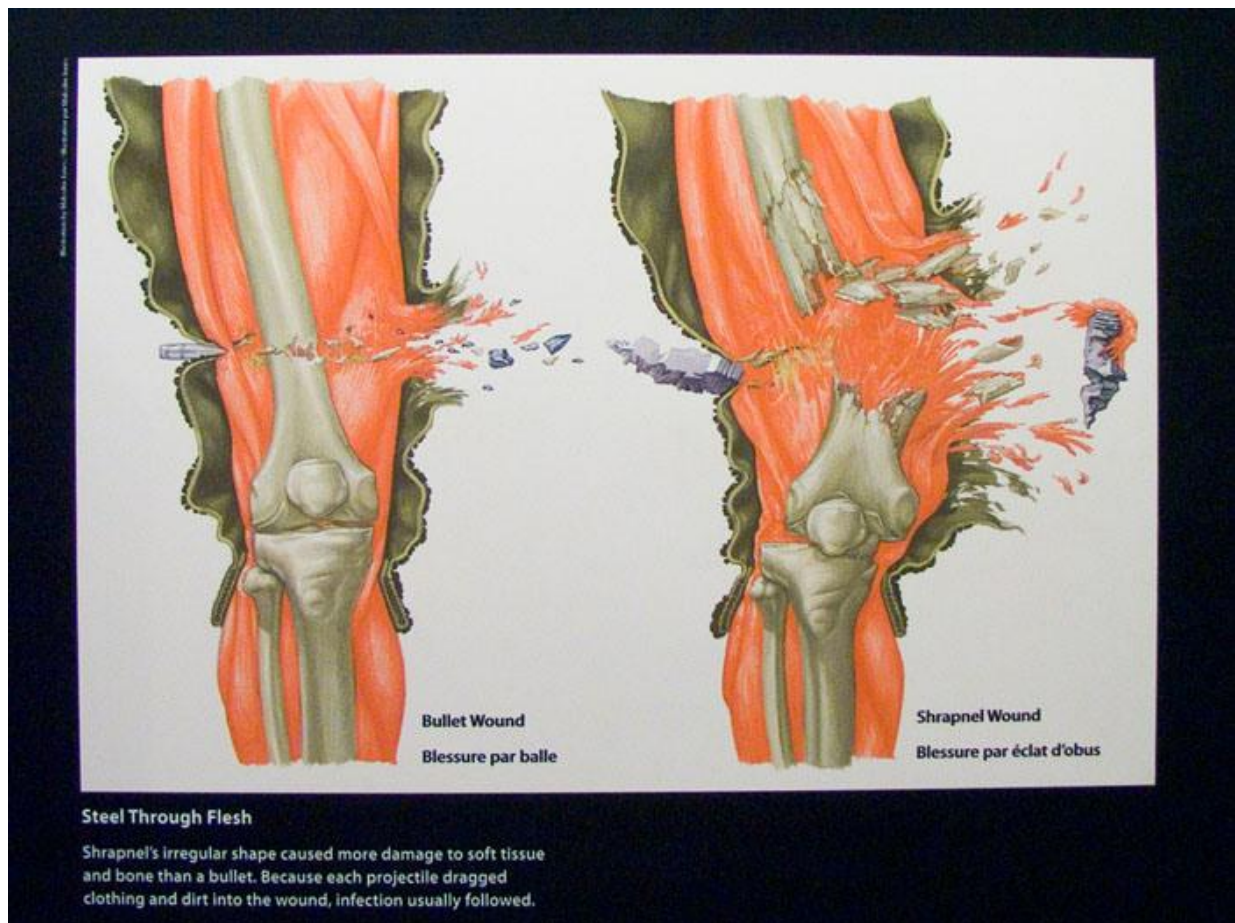 Bullet Wound
Blessure par balle
Shrapnel Wound
Blessure par éclat d'obus
Steel Through Flesh
Shrapnel's irregular shape caused more damage to soft tissue
and bone than a bullet. Because each projectile dragged
clothing and dirt into the wound, infection usually followed.